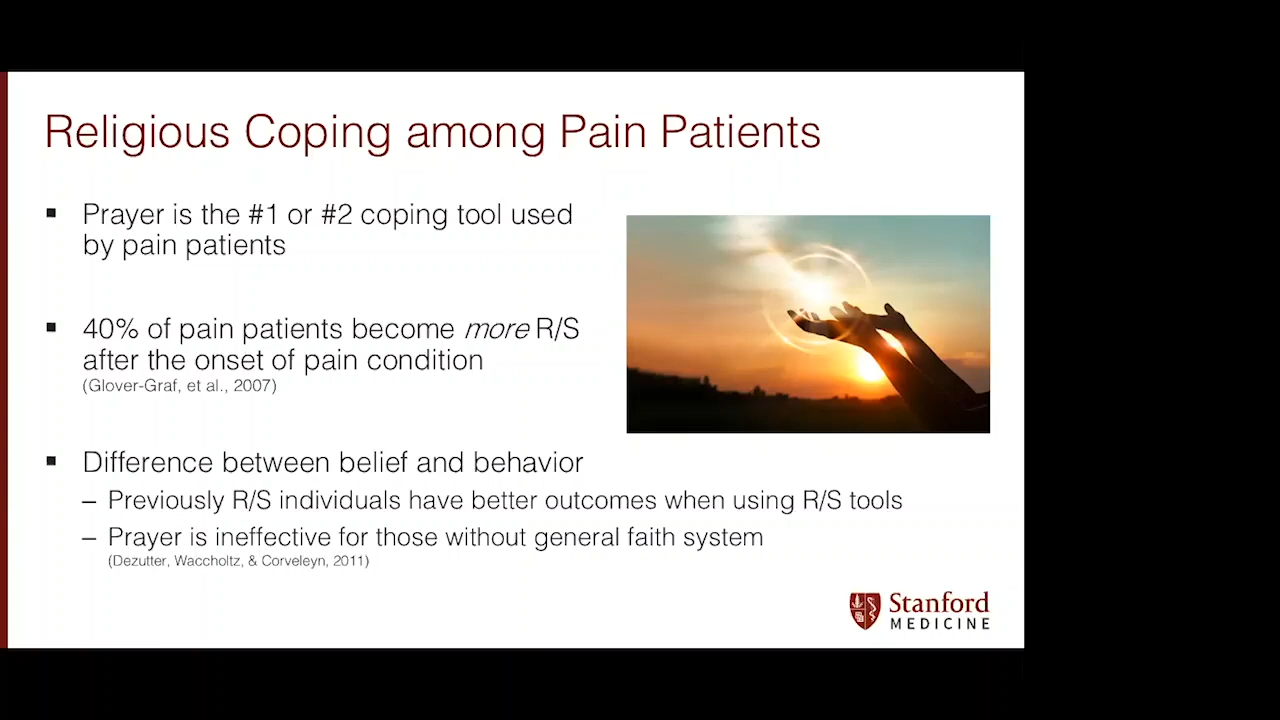 Religious Coping among Pain Patients
▪ Prayer is the #1 or #2 coping tool used
by pain patients
▪ 40% of pain patients become more R/S
after the onset of pain condition
(Glover-Graf, et al., 2007)
▪ Difference between belief and behavior
– Previously R/S individuals have better outcomes when using R/S tools
– Prayer is ineffective for those without general faith system
(Dezutter, Waccholtz, & Corveleyn, 2011)
Stanford
MEDICINE